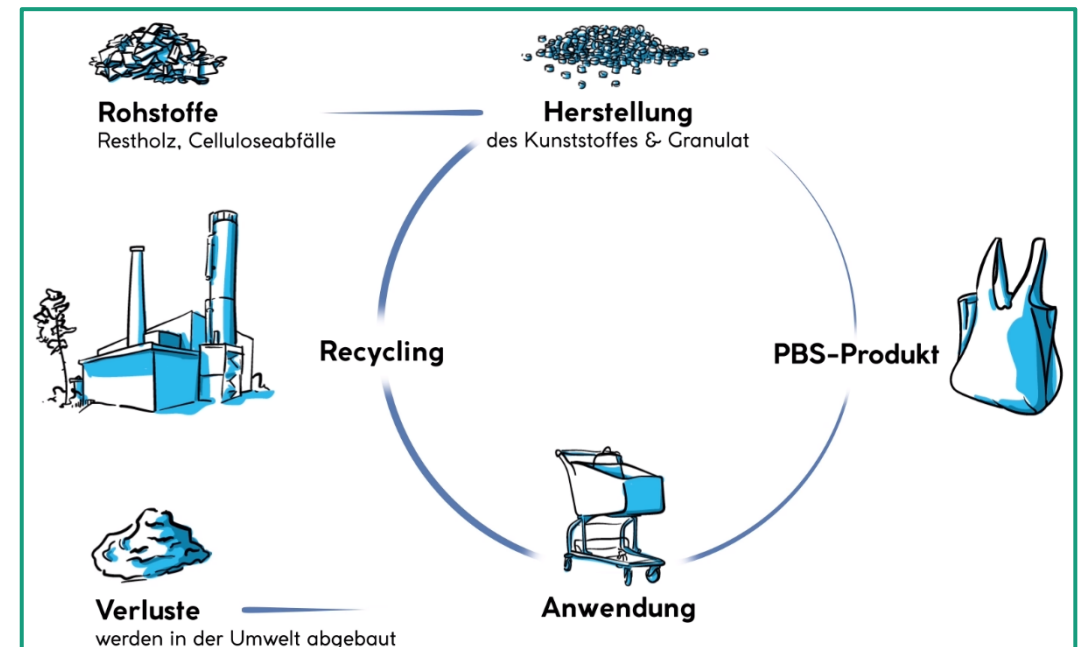 Rohstoffe
Restholz, Celluloseabfälle
Herstellung
des Kunststoffes & Granulat
Recycling
PBS-Produkt
Verluste
werden in der Umwelt abgebaut
Anwendung